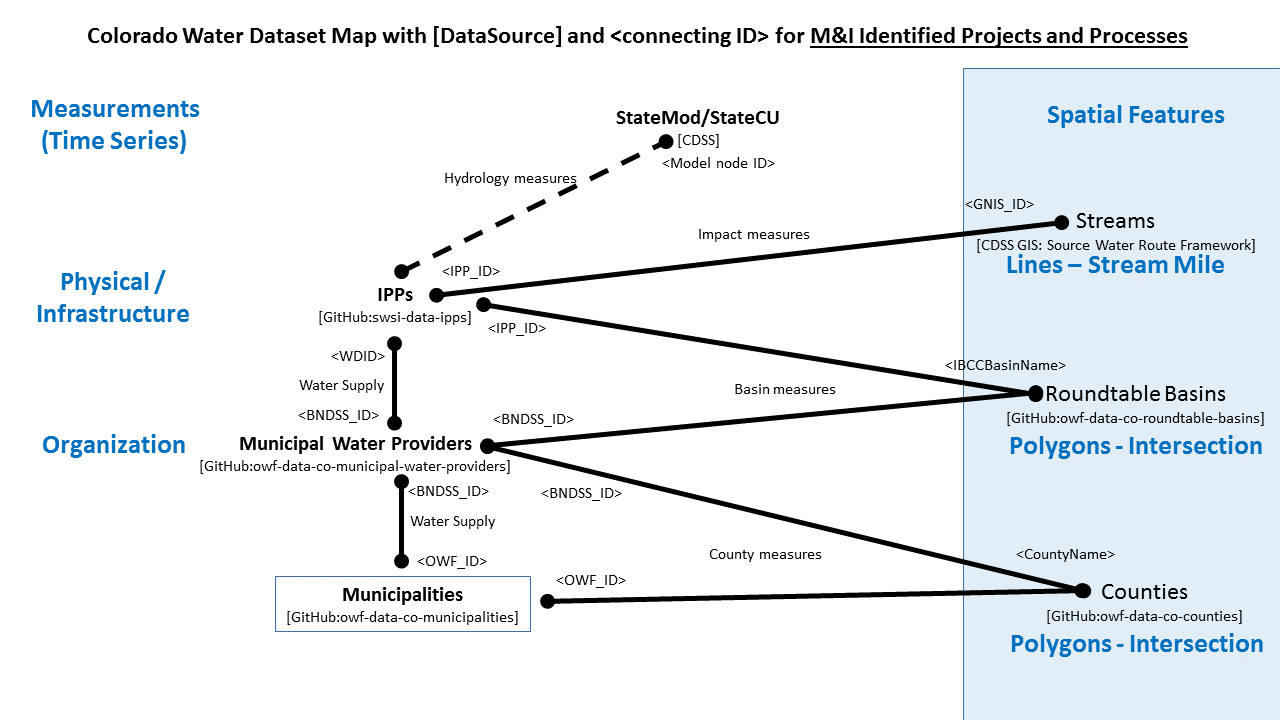 Colorado Water Dataset Map with [DataSource] and <connecting ID> for M&I Identified Projects and Processes
Measurements
(Time Series)
StateMod/StateCU
[CDSS]
<Model node ID>
Hydrology measures
Spatial Features
<GNIS_ID>
Streams
[CDSS GIS: Source Water Route Framework]
Lines – Stream Mile
Impact measures
Physical /
Infrastructure
<IPP_ID>
IPPs
[GitHub:swsi-data-ipps]
<IPP_ID>
<WDID>
Water Supply
<BNDSS_ID>
Basin measures
<IBCCBasinName>
Roundtable Basins
[GitHub:owf-data-co-roundtable-basins]
Polygons - Intersection
Organization
<BNDSS_ID>
Municipal Water Providers
[GitHub:owf-data-co-municipal-water-providers]
<BNDSS_ID>
<BNDSS_ID>
Water Supply
<OWF_ID>
County measures
<CountyName>
<OWF_ID>
Municipalities
[GitHub:owf-data-co-municipalities]
Counties
[GitHub:owf-data-co-counties]
Polygons - Intersection